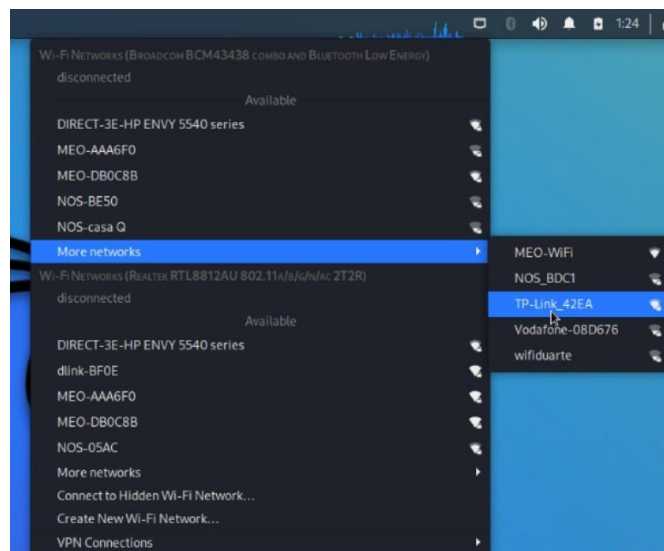 1:24
Wi-Fi Networks (Broadcom BCM43438 combo and Bluetooth Low Energy)
disconnected
Available
DIRECT-3E-HP ENVY 5540 series
MEO-AAA6F0
MEO-DB0C8B
NOS-BE50
NOS-casa Q
More networks
MEO-WiFi
NOS_BDC1
TP-Link_42EA
Vodafone-08D676
wifiduarte
Wi-Fi Networks (Realtek RTL8812AU 802.11a/b/g/n/ac 2T2R)
disconnected
Available
DIRECT-3E-HP ENVY 5540 series
dlink-BF0E
MEO-AAA6F0
MEO-DB0C8B
NOS-05AC
More networks
Connect to Hidden Wi-Fi Network...
Create New Wi-Fi Network...
VPN Connections